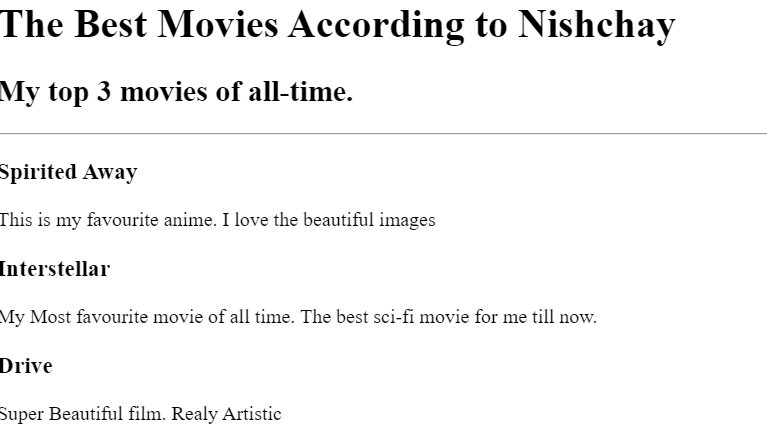 The Best Movies According to Nishchay
My top 3 movies of all-time.
Spirited Away
This is my favourite anime. I love the beautiful images
Interstellar
My Most favourite movie of all time. The best sci-fi movie for me till now.
Drive
Super Beautiful film. Realy Artistic